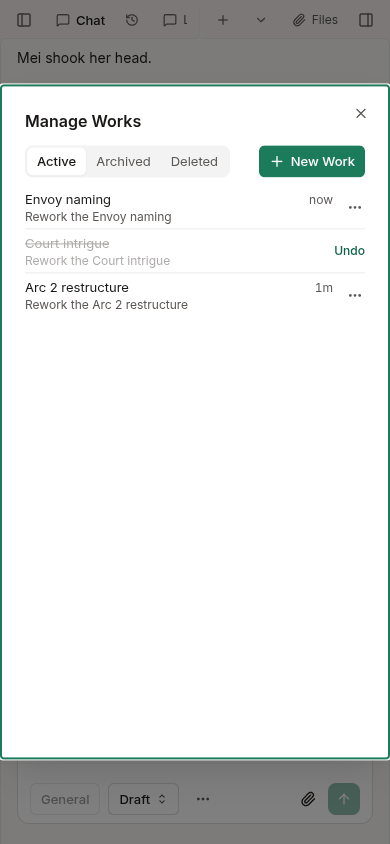 Chat
Files
Mei shook her head.
Manage Works
Active
Archived
Deleted
New Work
Envoy naming
now
Rework the Envoy naming
Court intrigue
Rework the Court intrigue
Undo
Arc 2 restructure
1m
Rework the Arc 2 restructure
General
Draft